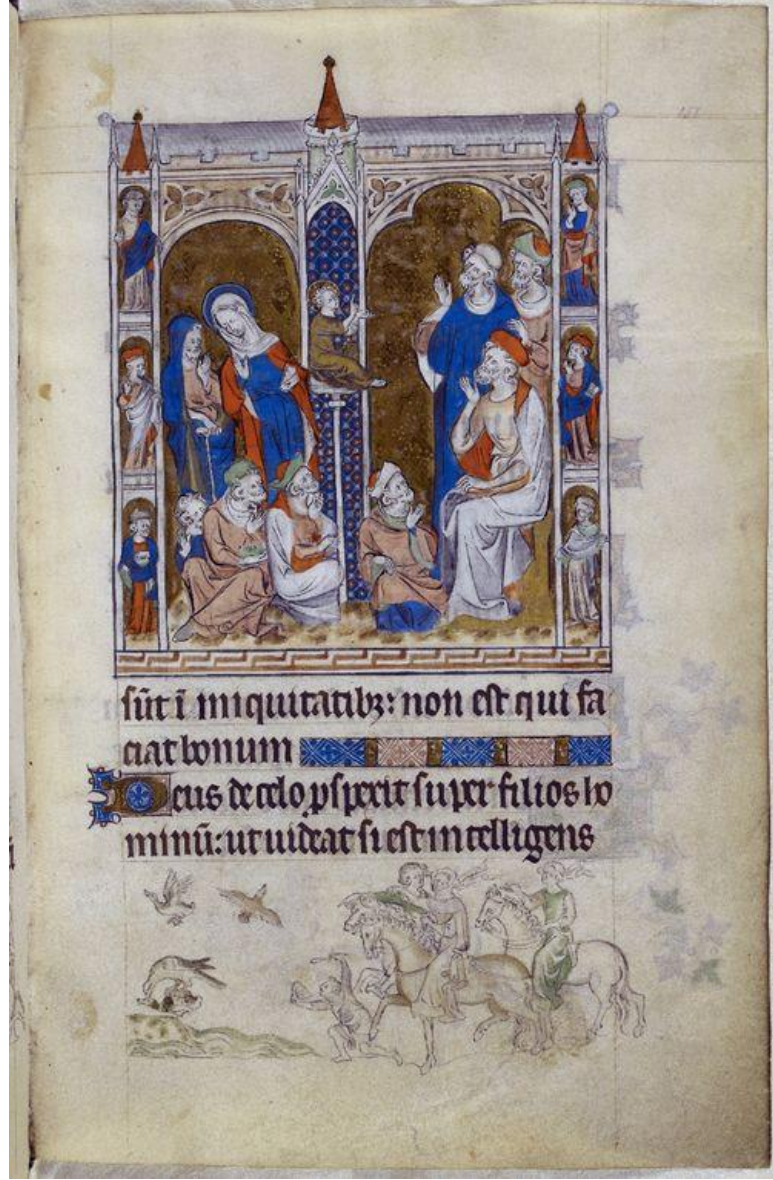 sūt ī iniquitatibꝫ: non est qui fa
ciat bonum
Deus de celo ꝓspexit super filios ho
minū: ut uideat si est intelligens